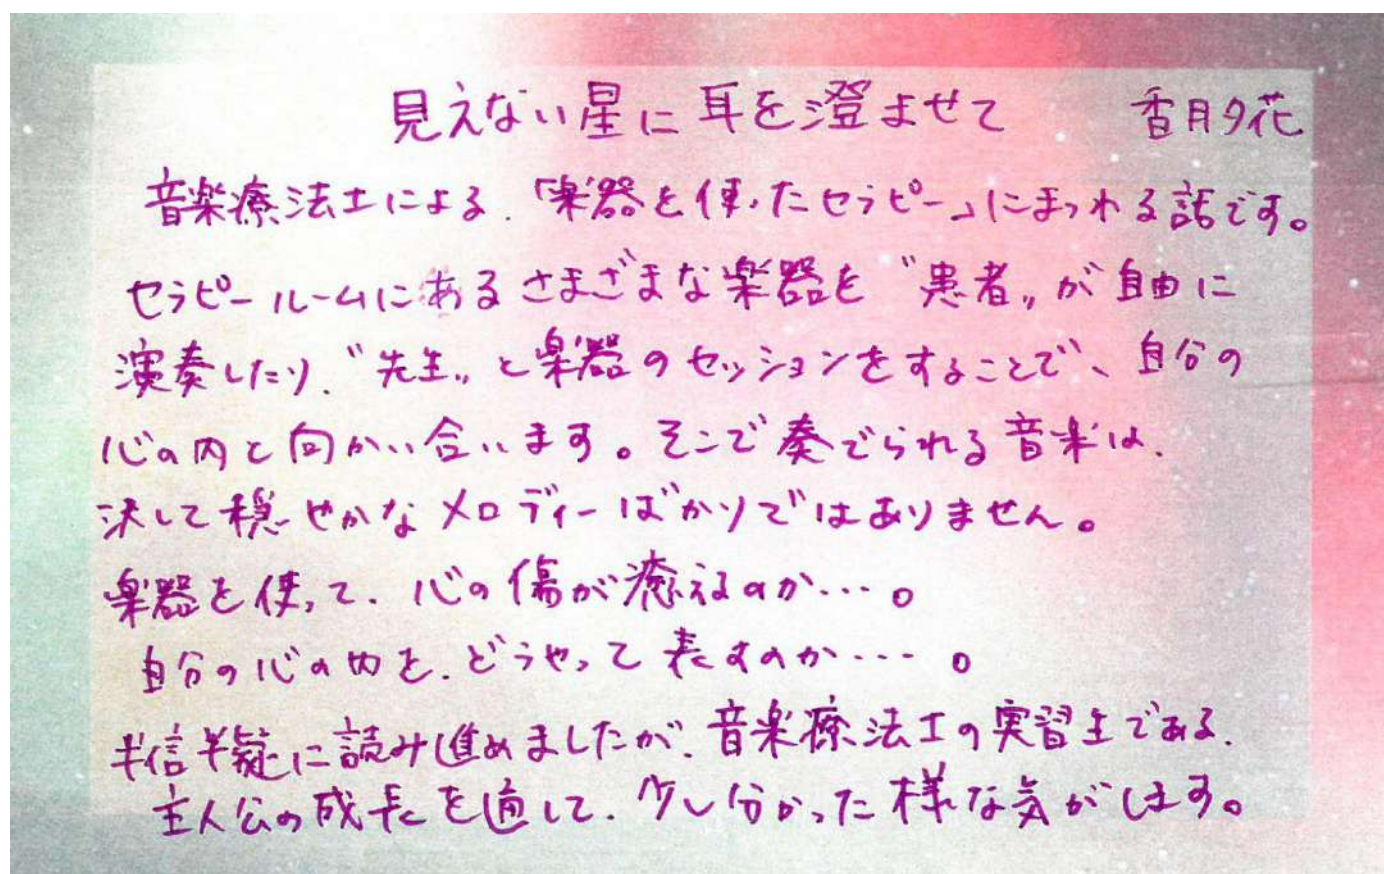 見えない星に耳を澄ませて　香月夕花
音楽療法士による、「楽器を使ったセラピー」にまつわる話です。
セラピールームにあるさまざまな楽器を〝患者〟が自由に
演奏したり、〝先生〟と楽器のセッションをすることで、自分の
心の内と向かい合います。そこで奏でられる音楽は、
決して穏やかなメロディーばかりではありません。
楽器を使って、心の傷が癒えるのか…。
自分の心の内を、どうやって表すのか…。
半信半疑に読み進めましたが、音楽療法士の実習生である、
主人公の成長を通して、少し分かった様な気がします。